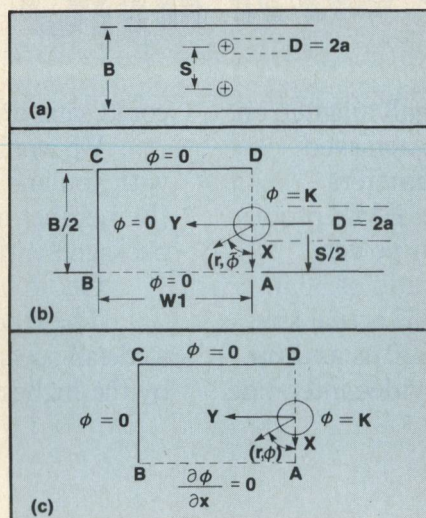 B
S
D = 2a
(a)
C
ϕ = 0
D
ϕ = K
B/2
ϕ = 0
Y
D = 2a
(r, ϕ̄)
X
S/2
ϕ = 0
B
A
W1
(b)
C
ϕ = 0
D
ϕ = 0
Y
ϕ = K
(r, ϕ)
X
B
A
∂ϕ/∂x = 0
(c)